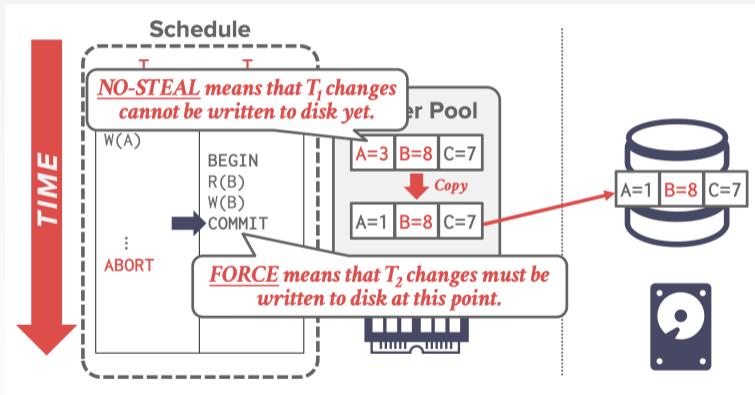 Schedule
T T
NO-STEAL means that T1 changes
cannot be written to disk yet.
er Pool
TIME
W(A)
BEGIN
R(B)
W(B)
COMMIT
⋮
ABORT
A=3 B=8 C=7
Copy
A=1 B=8 C=7
A=1 B=8 C=7
FORCE means that T2 changes must be
written to disk at this point.